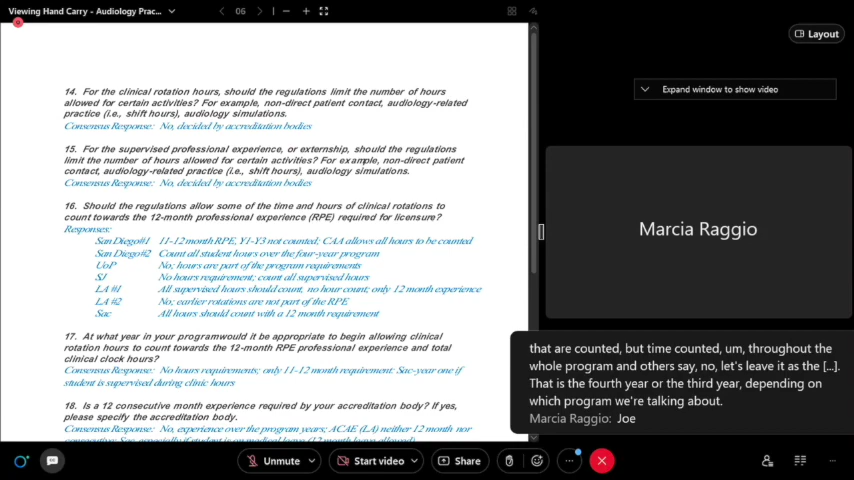 Viewing Hand Carry - Audiology Prac...
06
Layout
Expand window to show video
14. For the clinical rotation hours, should the regulations limit the number of hours
allowed for certain activities? For example, non-direct patient contact, audiology-related
practice (i.e., shift hours), audiology simulations.
Consensus Response: No, decided by accreditation bodies
15. For the supervised professional experience, or externship, should the regulations
limit the number of hours allowed for certain activities? For example, non-direct patient
contact, audiology-related practice (i.e., shift hours), audiology simulations.
Consensus Response: No, decided by accreditation bodies
16. Should the regulations allow some of the time and hours of clinical rotations to
count towards the 12-month professional experience (RPE) required for licensure?
Responses:
San Diego#1 11-12 month RPE, Y1-Y3 not counted; CAA allows all hours to be counted
San Diego#2 Count all student hours over the four-year program
UoP No; hours are part of the program requirements
SJ No hours requirement; count all supervised hours
LA #1 All supervised hours should count, no hour count; only 12 month experience
LA #2 No; earlier rotations are not part of the RPE
Sac All hours should count with a 12 month requirement
17. At what year in your programwould it be appropriate to begin allowing clinical
rotation hours to count towards the 12-month RPE professional experience and total
clinical clock hours?
Consensus Response: No hours requirements; only 11-12 month requirement: Sac-year one if
student is supervised during clinic hours
18. Is a 12 consecutive month experience required by your accreditation body? If yes,
please specify the accreditation body.
Consensus Response: No, experience over the program years; ACAE (LA) neither 12 month nor
consecutive; Sac, especially if student is on medical leave (12 month leave allowed)
Marcia Raggio
that are counted, but time counted, um, throughout the
whole program and others say, no, let's leave it as the [...].
That is the fourth year or the third year, depending on
which program we're talking about.
Marcia Raggio: Joe
Unmute
Start video
Share